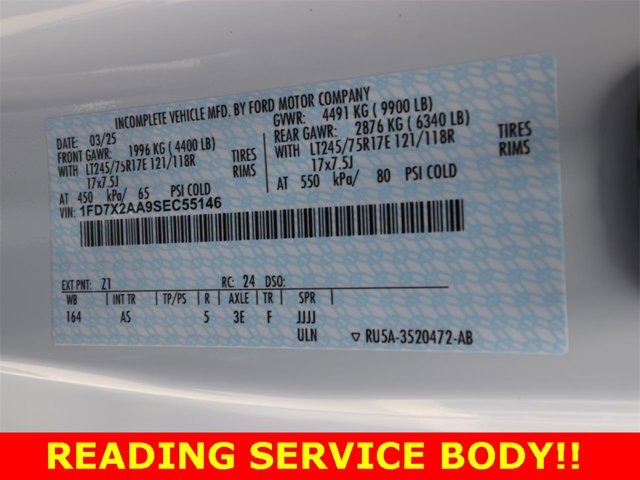 INCOMPLETE VEHICLE MFD. BY FORD MOTOR COMPANY
DATE: 03/25 GVWR: 4491 KG (9900 LB)
FRONT GAWR: 1996 KG (4400 LB) REAR GAWR: 2876 KG (6340 LB)
WITH LT245/75R17E 121/118R TIRES WITH LT245/75R17E 121/118R TIRES
17x7.5J RIMS 17x7.5J RIMS
AT 450 kPa/ 65 PSI COLD AT 550 kPa/ 80 PSI COLD
VIN: 1FD7X2AA9SEC55146
EXT PNT: Z1 RC: 24 DSO:
WB INT TR TP/PS R AXLE TR SPR
164 AS 5 3E F JJJJ
ULN ▽ RU5A-3520472-AB
READING SERVICE BODY!!